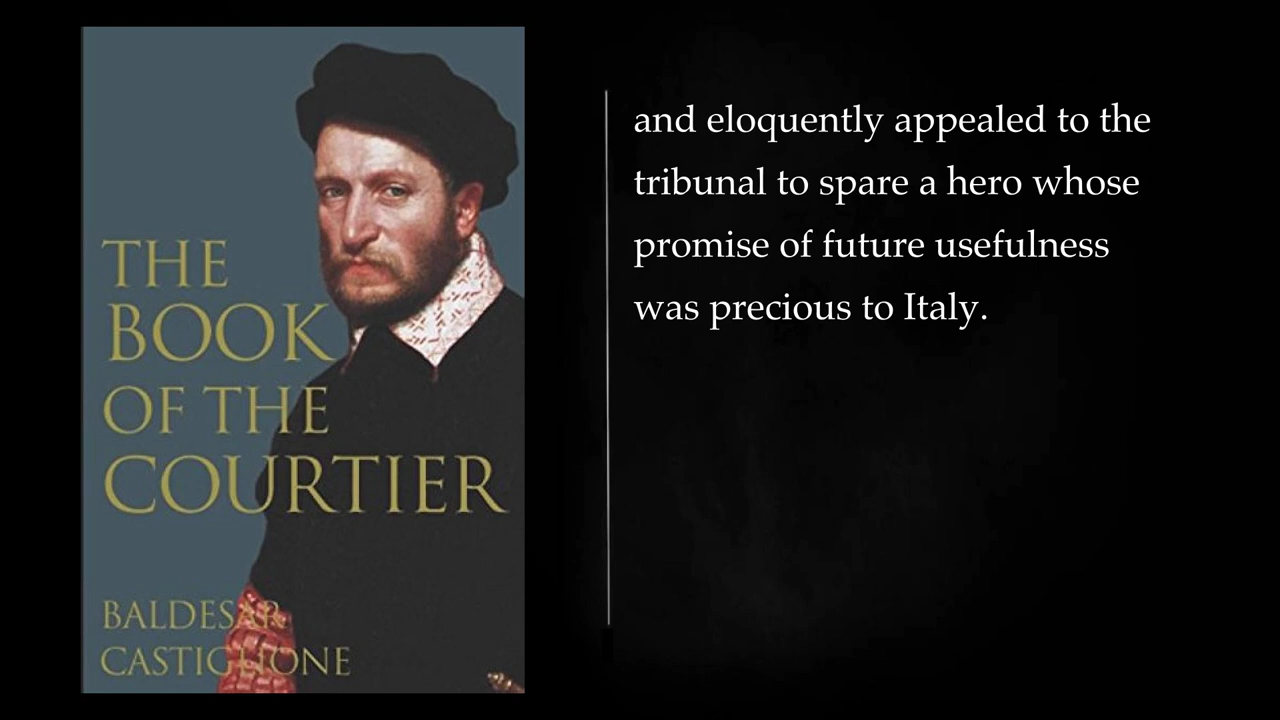 THE
BOOK
OF THE
COURTIER
BALDESAR
CASTIGLIONE
and eloquently appealed to the
tribunal to spare a hero whose
promise of future usefulness
was precious to Italy.